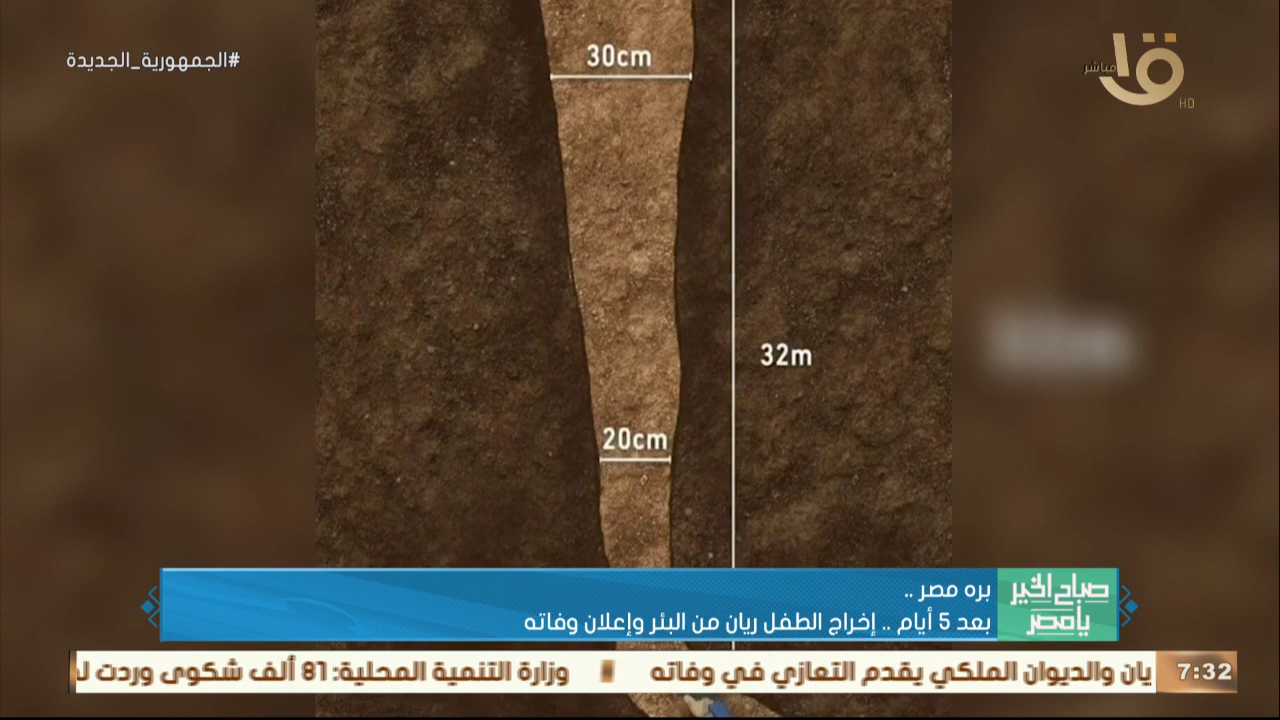 #الجمهورية_الجديدة
مباشر
HD
30cm
32m
20cm
صباح الخير
يا مصر
بره مصر ..
بعد 5 أيام .. إخراج الطفل ريان من البئر وإعلان وفاته
7:32
يان والديوان الملكي يقدم التعازي في وفاته وزارة التنمية المحلية: 81 ألف شكوى وردت